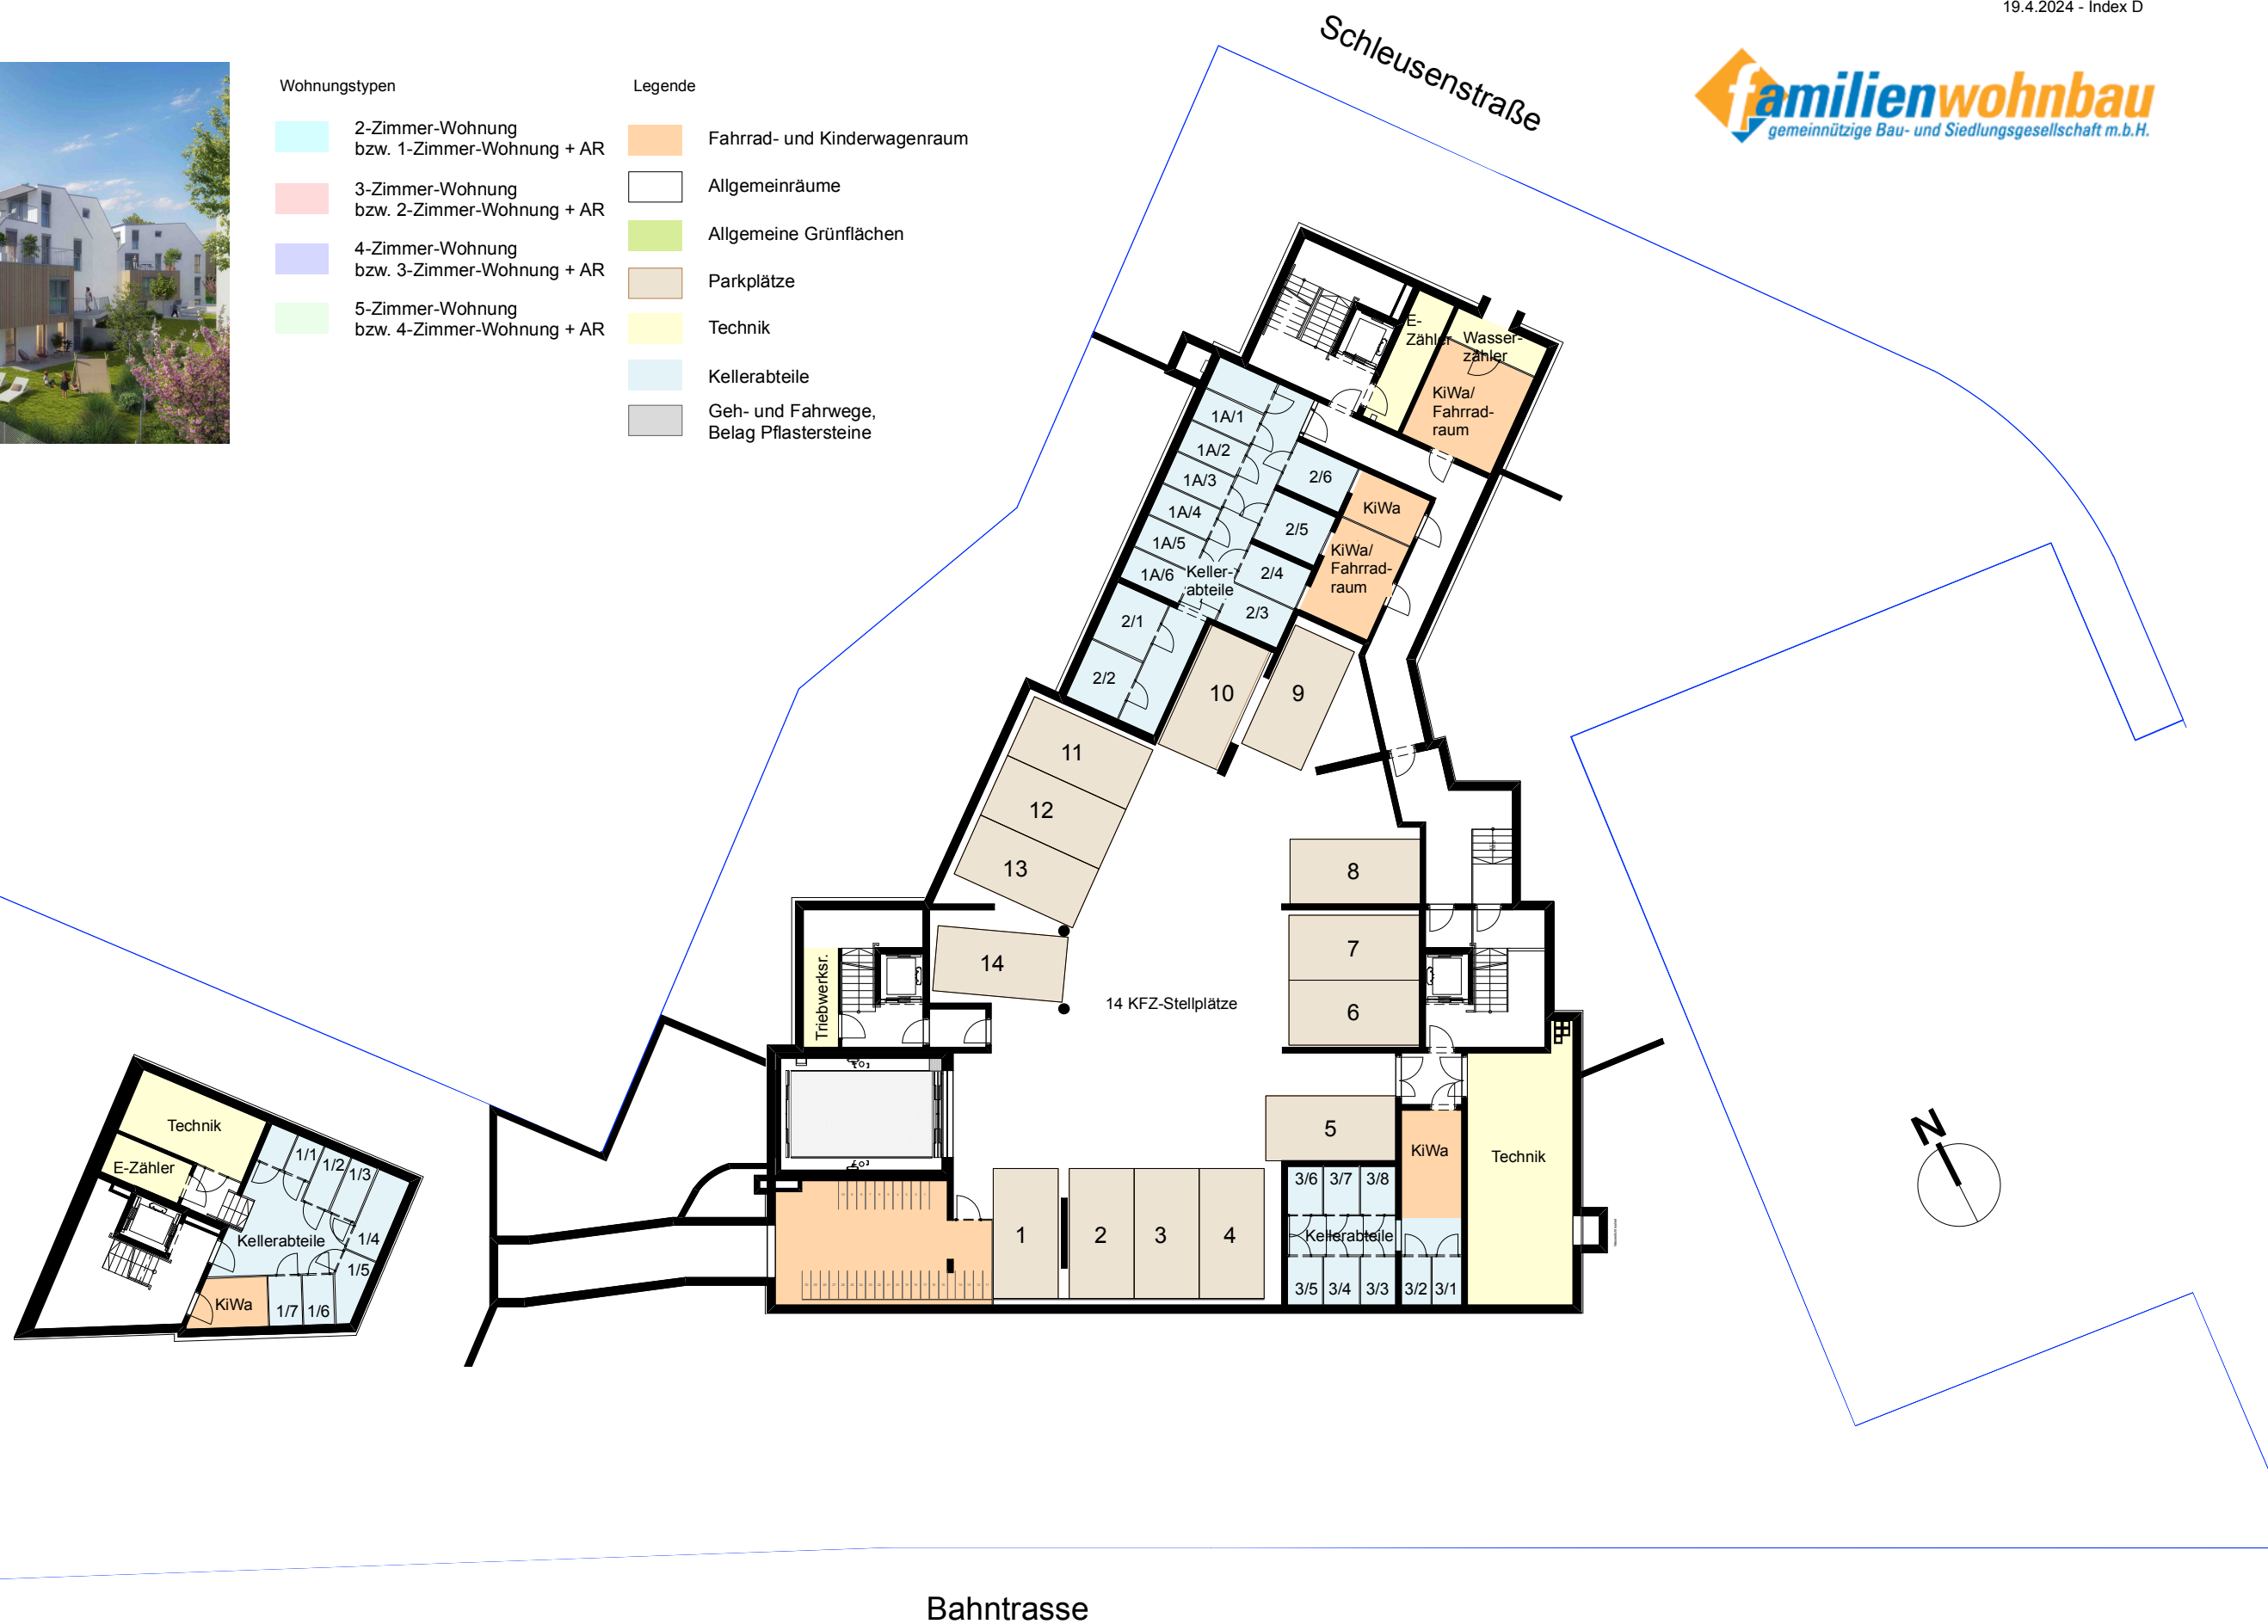 19.4.2024 - Index D
Schleusenstraße
familienwohnbau
gemeinnützige Bau- und Siedlungsgesellschaft m.b.H.
Wohnungstypen
2-Zimmer-Wohnung
bzw. 1-Zimmer-Wohnung + AR
3-Zimmer-Wohnung
bzw. 2-Zimmer-Wohnung + AR
4-Zimmer-Wohnung
bzw. 3-Zimmer-Wohnung + AR
5-Zimmer-Wohnung
bzw. 4-Zimmer-Wohnung + AR
Legende
Fahrrad- und Kinderwagenraum
Allgemeinräume
Allgemeine Grünflächen
Parkplätze
Technik
Kellerabteile
Geh- und Fahrwege,
Belag Pflastersteine
E-
Zähler
Wasser-
zähler
KiWa/
Fahrrad-
raum
1A/1
1A/2
1A/3
1A/4
1A/5
1A/6
2/6
2/5
2/4
2/3
Keller-
abteile
KiWa
KiWa/
Fahrrad-
raum
2/1
2/2
10
9
11
12
13
14
8
7
6
5
14 KFZ-Stellplätze
Triebwerksr.
1
2
3
4
3/6
3/7
3/8
Kellerabteile
3/5
3/4
3/3
3/2
3/1
KiWa
Technik
Technik
E-Zähler
1/1
1/2
1/3
1/4
1/5
Kellerabteile
KiWa
1/7
1/6
N
Bahntrasse